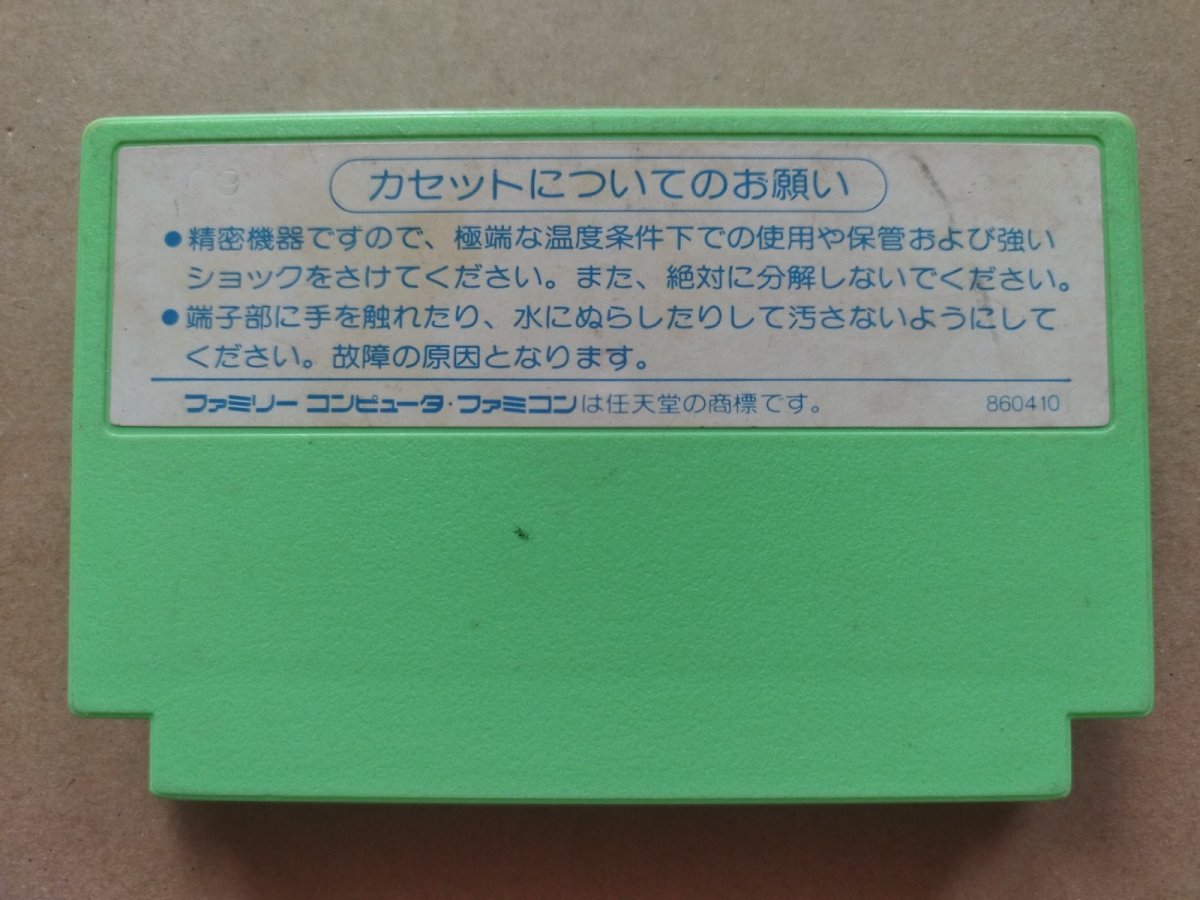 カセットについてのお願い
●精密機器ですので、極端な温度条件下での使用や保管および強い
ショックをさけてください。また、絶対に分解しないでください。
●端子部に手を触れたり、水にぬらしたりして汚さないようにして
ください。故障の原因となります。
ファミリーコンピュータ・ファミコンは任天堂の商標です。 860410